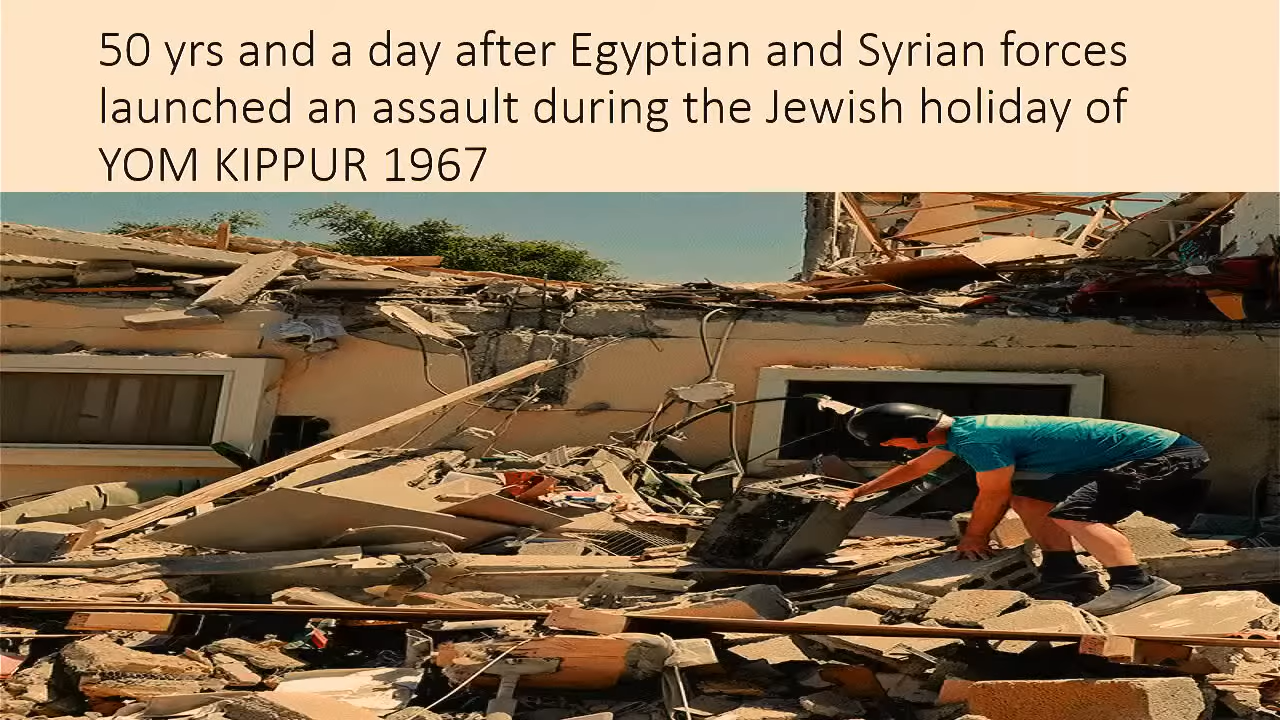 50 yrs and a day after Egyptian and Syrian forces
launched an assault during the Jewish holiday of
YOM KIPPUR 1967